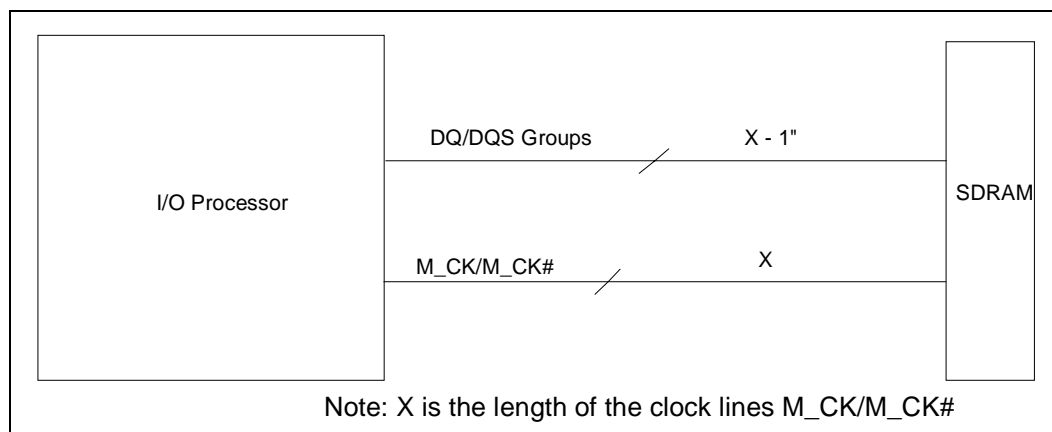 DQ/DQS Groups
X - 1"
I/O Processor
SDRAM
M_CK/M_CK#
X
Note: X is the length of the clock lines M_CK/M_CK#